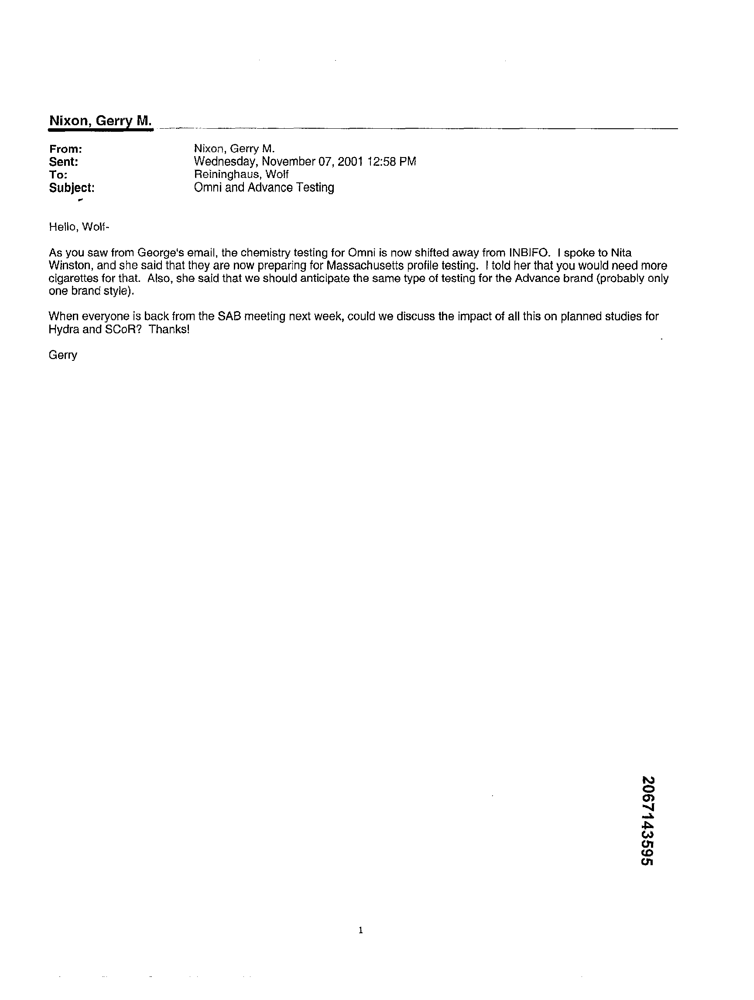 Nixon, Gerry M.
From: Nixon, Gerry M.
Sent: Wednesday, November 07, 2001 12:58 PM
To: Reininghaus, Wolf
Subject: Omni and Advance Testing
Hello, Wolf-
As you saw from George's email, the chemistry testing for Omni is now shifted away from INBIFO. I spoke to Nita
Winston, and she said that they are now preparing for Massachusetts profile testing. I told her that you would need more
cigarettes for that. Also, she said that we should anticipate the same type of testing for the Advance brand (probably only
one brand style).
When everyone is back from the SAB meeting next week, could we discuss the impact of all this on planned studies for
Hydra and SCoR? Thanks!
Gerry
2067143595
1